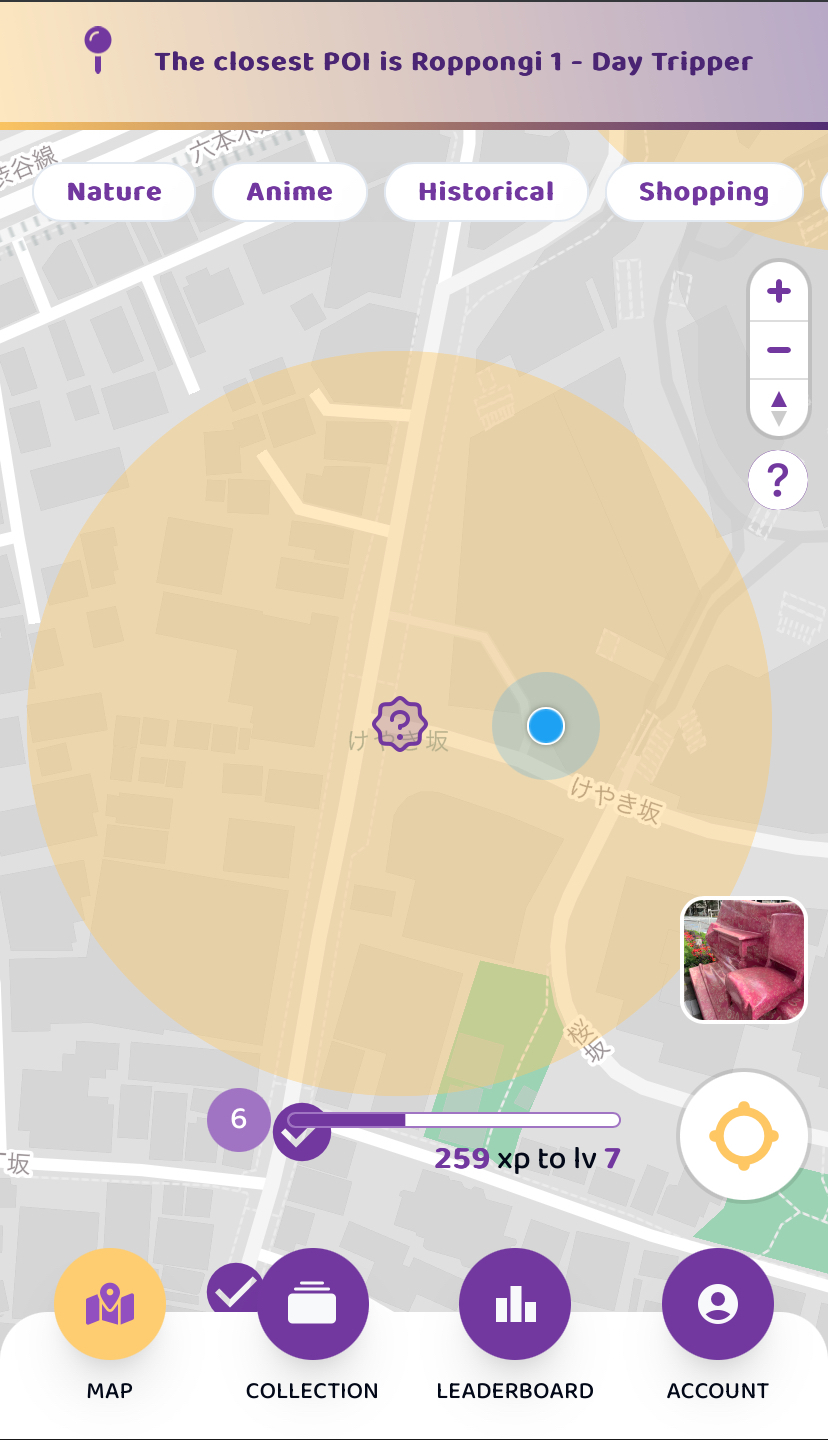 The closest POI is Roppongi 1 - Day Tripper
渋谷線
六本木
Nature
Anime
Historical
Shopping
けやき坂
けやき坂
桜坂
6
259 xp to lv 7
坂
MAP
COLLECTION
LEADERBOARD
ACCOUNT